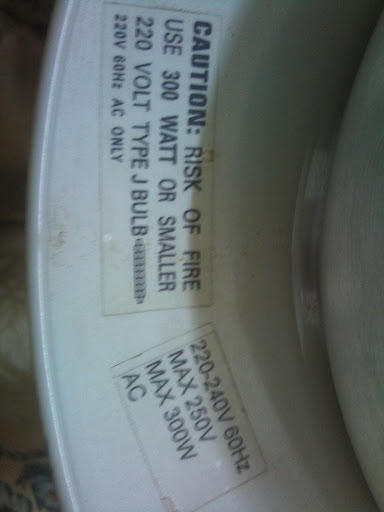 CAUTION: RISK OF FIRE
USE 300 WATT OR SMALLER
220 VOLT TYPE J BULB
220V 60Hz AC ONLY
220-240V 60Hz
MAX 250V
MAX 300W
AC